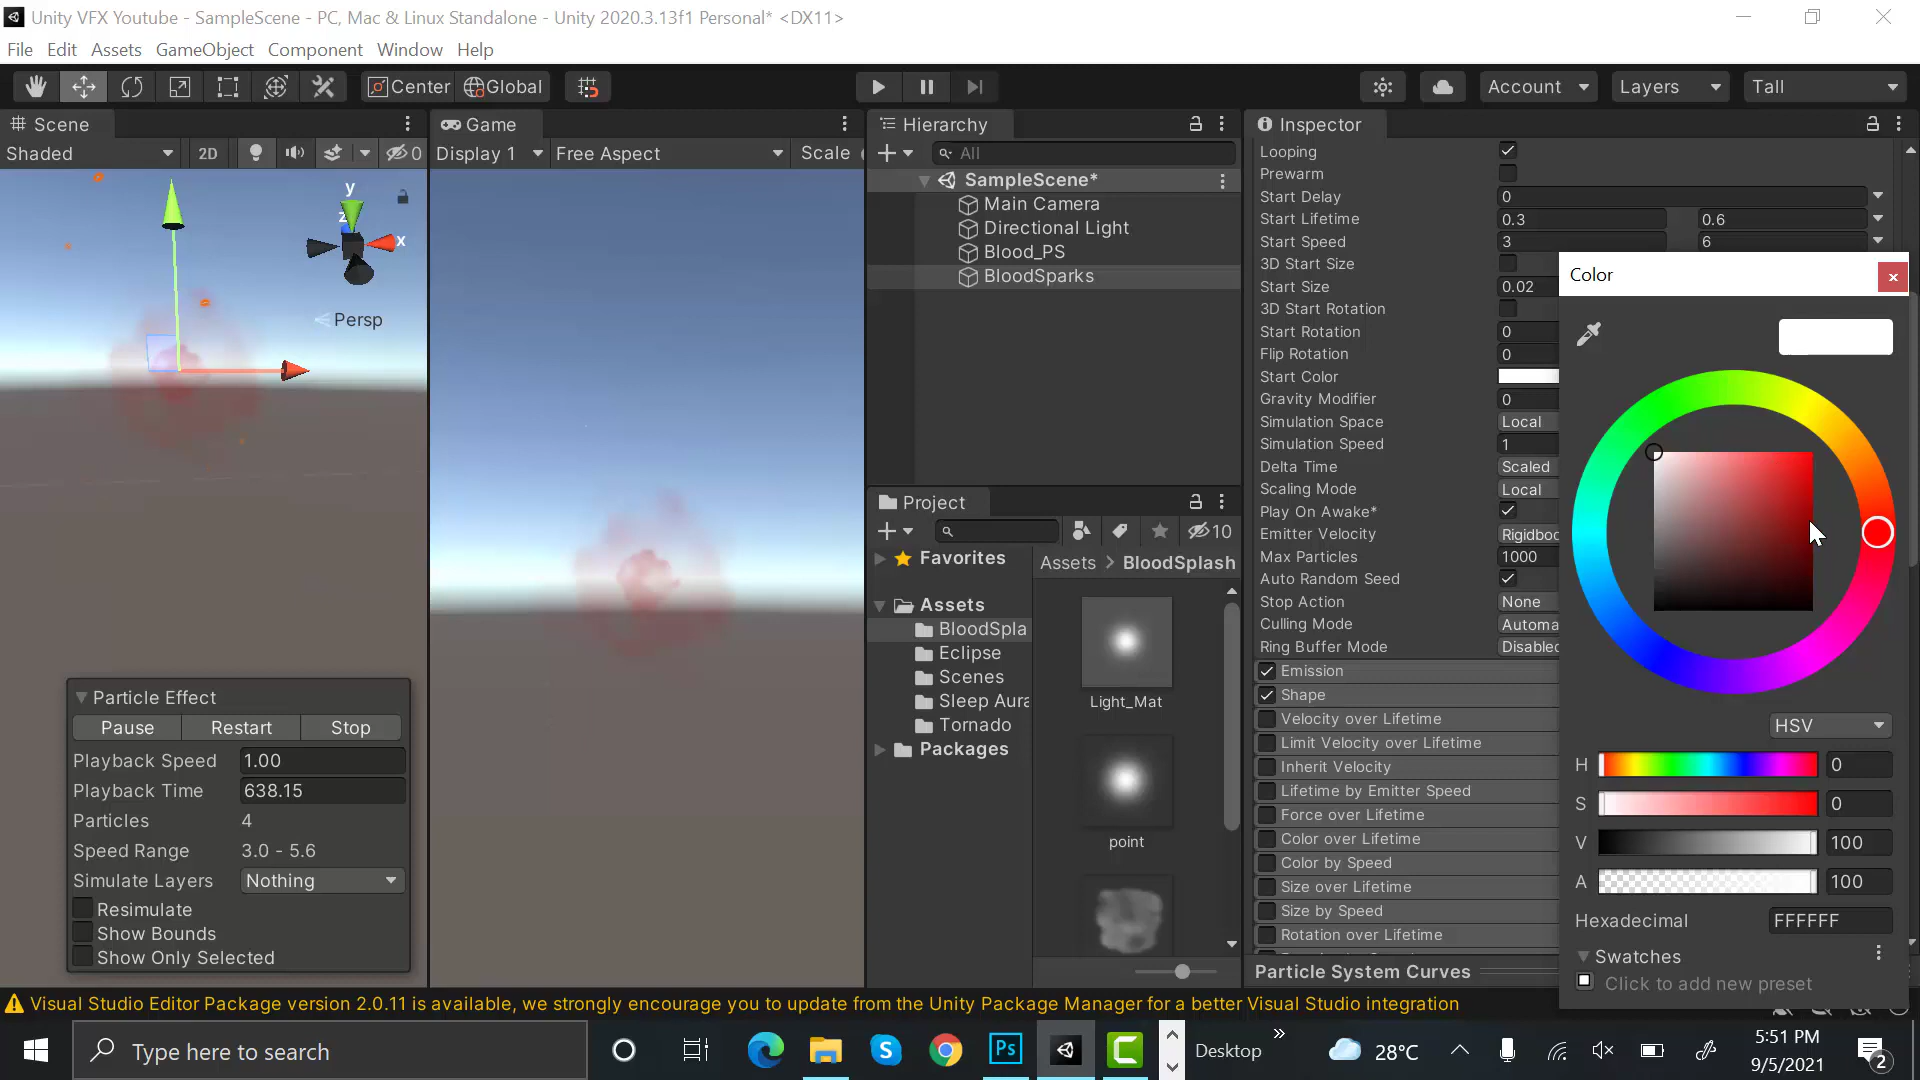 Unity VFX Youtube - SampleScene - PC, Mac & Linux Standalone - Unity 2020.3.13f1 Personal* <DX11>
File Edit Assets GameObject Component Window Help
Center Global Account Layers Tall
Scene
Game
Hierarchy
Inspector
Shaded 2D 0
Display 1 Free Aspect Scale
All
SampleScene*
Main Camera
Directional Light
Blood_PS
BloodSparks
y
z
x
Persp
Particle Effect
Pause Restart Stop
Playback Speed 1.00
Playback Time 638.15
Particles 4
Speed Range 3.0 - 5.6
Simulate Layers Nothing
Resimulate
Show Bounds
Show Only Selected
Project
10
Favorites
Assets
BloodSpla
Eclipse
Scenes
Sleep Aura
Tornado
Packages
Assets > BloodSplash
Light_Mat
point
Looping
Prewarm
Start Delay 0
Start Lifetime 0.3 0.6
Start Speed 3 6
3D Start Size
Start Size 0.02
3D Start Rotation
Start Rotation 0
Flip Rotation 0
Start Color
Gravity Modifier 0
Simulation Space Local
Simulation Speed 1
Delta Time Scaled
Scaling Mode Local
Play On Awake*
Emitter Velocity Rigidboc
Max Particles 1000
Auto Random Seed
Stop Action None
Culling Mode Automa
Ring Buffer Mode Disabled
Emission
Shape
Velocity over Lifetime
Limit Velocity over Lifetime
Inherit Velocity
Lifetime by Emitter Speed
Force over Lifetime
Color over Lifetime
Color by Speed
Size over Lifetime
Size by Speed
Rotation over Lifetime
Particle System Curves
Color
x
HSV
H 0
S 0
V 100
A 100
Hexadecimal FFFFFF
Swatches
Click to add new preset
Visual Studio Editor Package version 2.0.11 is available, we strongly encourage you to update from the Unity Package Manager for a better Visual Studio integration
Type here to search
Ps
Desktop
28°C
5:51 PM
9/5/2021
2